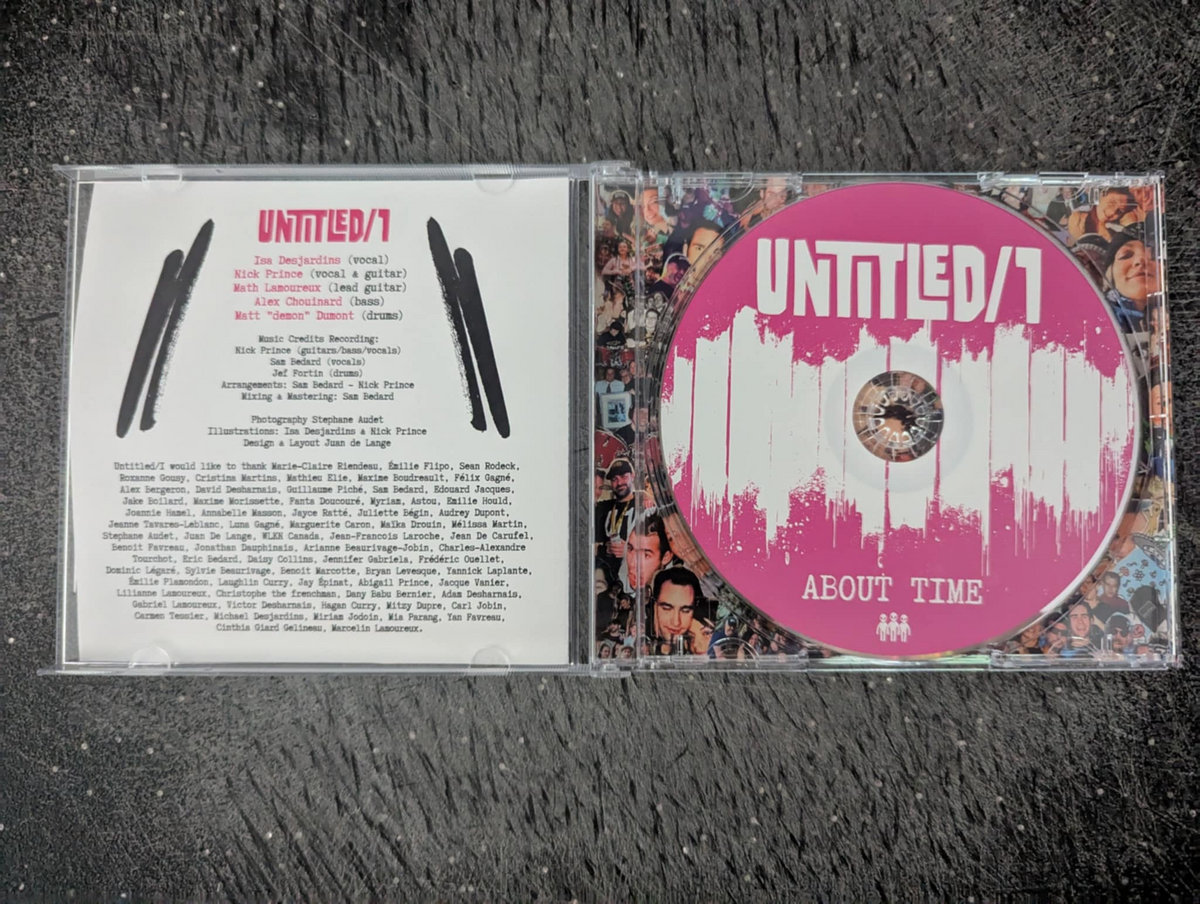 UNTITLED/1
Isa Desjardins (vocal)
Nick Prince (vocal & guitar)
Math Lamoureux (lead guitar)
Alex Chouinard (bass)
Matt "demon" Dumont (drums)
Music Credits Recording:
Nick Prince (guitars/bass/vocals)
Sam Bedard (vocals)
Jef Fortin (drums)
Arrangements: Sam Bedard - Nick Prince
Mixing & Mastering: Sam Bedard
Photography Stephane Audet
Illustrations: Isa Desjardins & Nick Prince
Design & Layout Juan de Lange
Untitled/I would like to thank Marie-Claire Riendeau, Émilie Flipo, Sean Rodeck,
Roxanne Gousy, Cristina Martins, Mathieu Elie, Maxime Boudreault, Félix Gagné,
Alex Bergeron, David Desharnais, Guillaume Piché, Sam Bedard, Edouard Jacques,
Jake Boilard, Maxime Morissette, Fanta Doucouré, Myriam, Astou, Emilie Hould,
Joannie Hamel, Annabelle Masson, Jayce Ratté, Juliette Bégin, Audrey Dupont,
Jeanne Tavares-Leblanc, Luna Gagné, Marguerite Caron, Maïka Drouin, Mélissa Martin,
Stephane Audet, Juan De Lange, WLKN Canada, Jean-Francois Laroche, Jean De Carufel,
Benoit Favreau, Jonathan Dauphinais, Arianne Beaurivage-Jobin, Charles-Alexandre
Tourchot, Eric Bedard, Daisy Collins, Jennifer Gabriela, Frédéric Ouellet,
Dominic Légaré, Sylvie Beaurivage, Benoit Marcotte, Bryan Levesque, Yannick Laplante,
Émilie Plamondon, Laughlin Curry, Jay Épinat, Abigail Prince, Jacque Vanier,
Lilianne Lamoureux, Christophe the frenchman, Dany Babu Bernier, Adam Desharnais,
Gabriel Lamoureux, Victor Desharnais, Hagan Curry, Mitzy Dupre, Carl Jobin,
Carmen Tessier, Michael Desjardins, Miriam Jodoin, Mia Parang, Yan Favreau,
Cinthia Giard Gelineau, Marcelin Lamoureux.
UNTITLED/1
ABOUT TIME